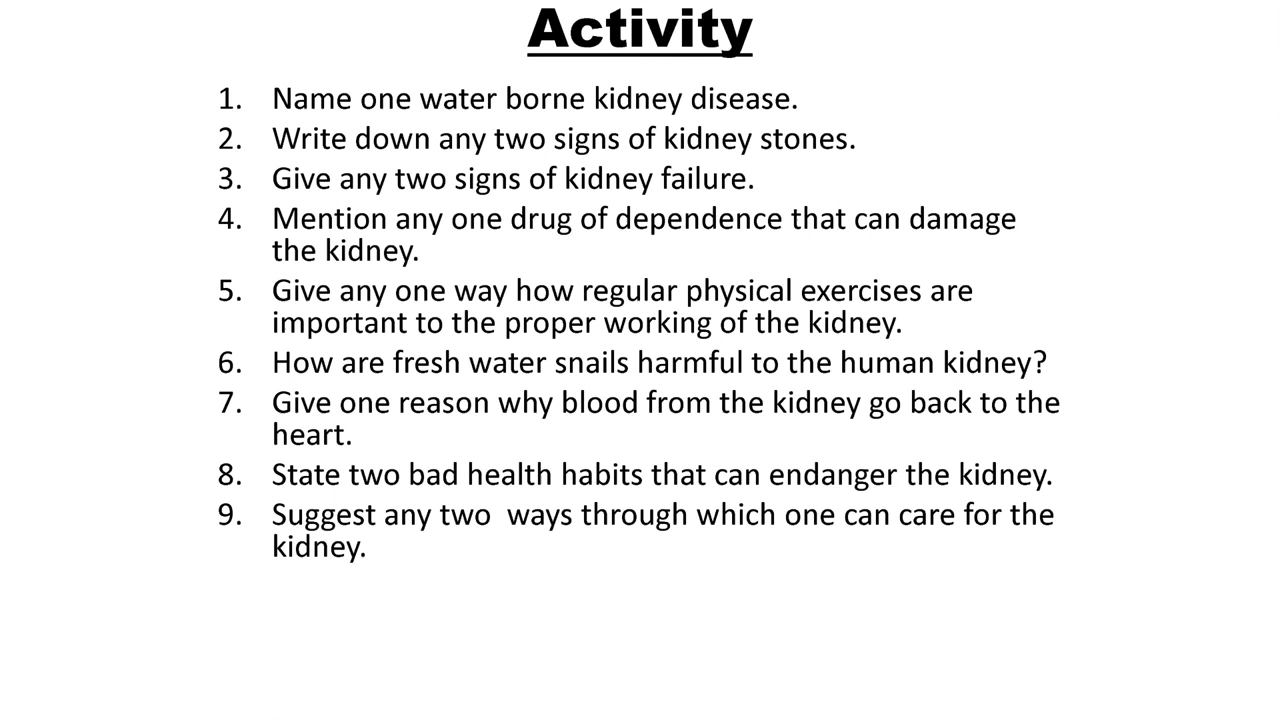 Activity
1. Name one water borne kidney disease.
2. Write down any two signs of kidney stones.
3. Give any two signs of kidney failure.
4. Mention any one drug of dependence that can damage
the kidney.
5. Give any one way how regular physical exercises are
important to the proper working of the kidney.
6. How are fresh water snails harmful to the human kidney?
7. Give one reason why blood from the kidney go back to the
heart.
8. State two bad health habits that can endanger the kidney.
9. Suggest any two  ways through which one can care for the
kidney.